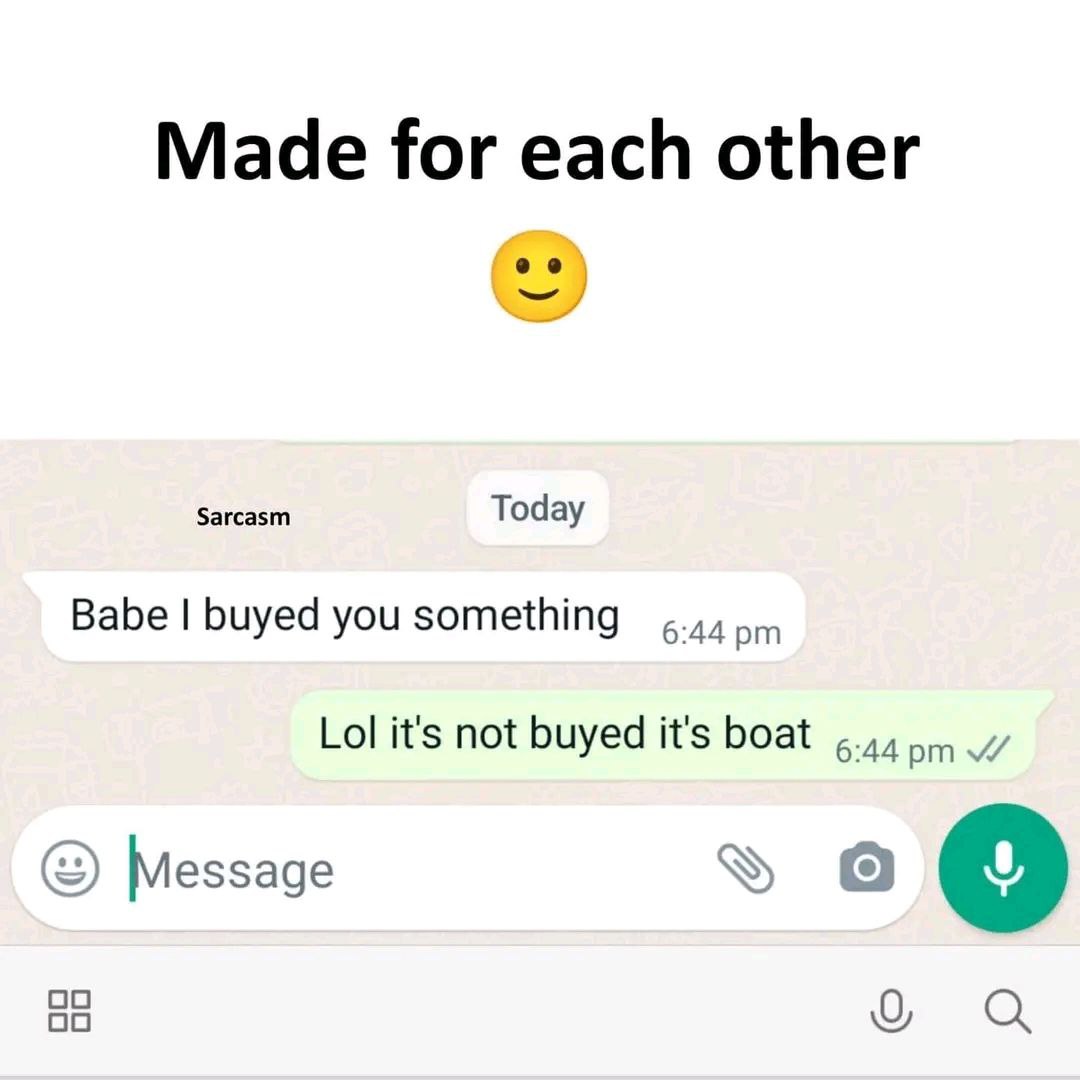 Made for each other
Today
Sarcasm
Babe I buyed you something
6:44 pm
Lol it's not buyed it's boat
6:44 pm
Message